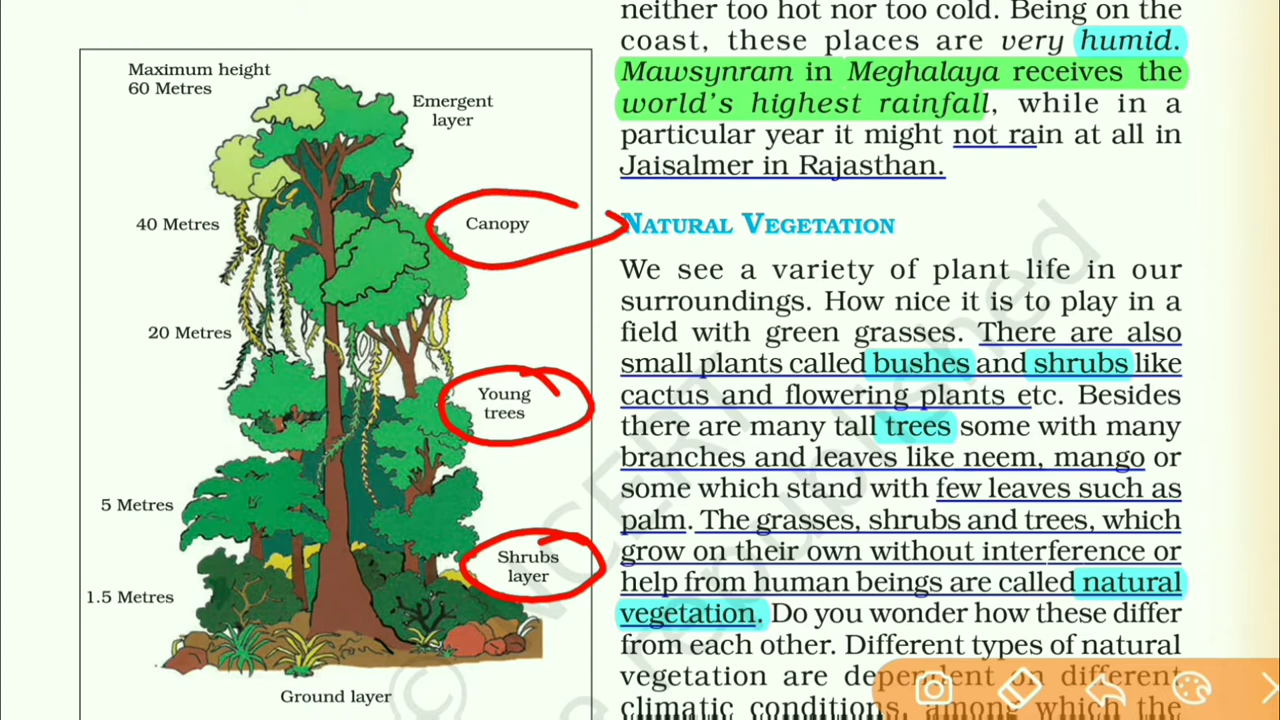 Maximum height
60 Metres
Emergent
layer
40 Metres
Canopy
20 Metres
Young
trees
5 Metres
Shrubs
layer
1.5 Metres
Ground layer
neither too hot nor too cold. Being on the
coast, these places are very humid.
Mawsynram in Meghalaya receives the
world's highest rainfall, while in a
particular year it might not rain at all in
Jaisalmer in Rajasthan.
NATURAL VEGETATION
We see a variety of plant life in our
surroundings. How nice it is to play in a
field with green grasses. There are also
small plants called bushes and shrubs like
cactus and flowering plants etc. Besides
there are many tall trees some with many
branches and leaves like neem, mango or
some which stand with few leaves such as
palm. The grasses, shrubs and trees, which
grow on their own without interference or
help from human beings are called natural
vegetation. Do you wonder how these differ
from each other. Different types of natural
vegetation are dependent on different
climatic conditions, among which the
© NCERT
published